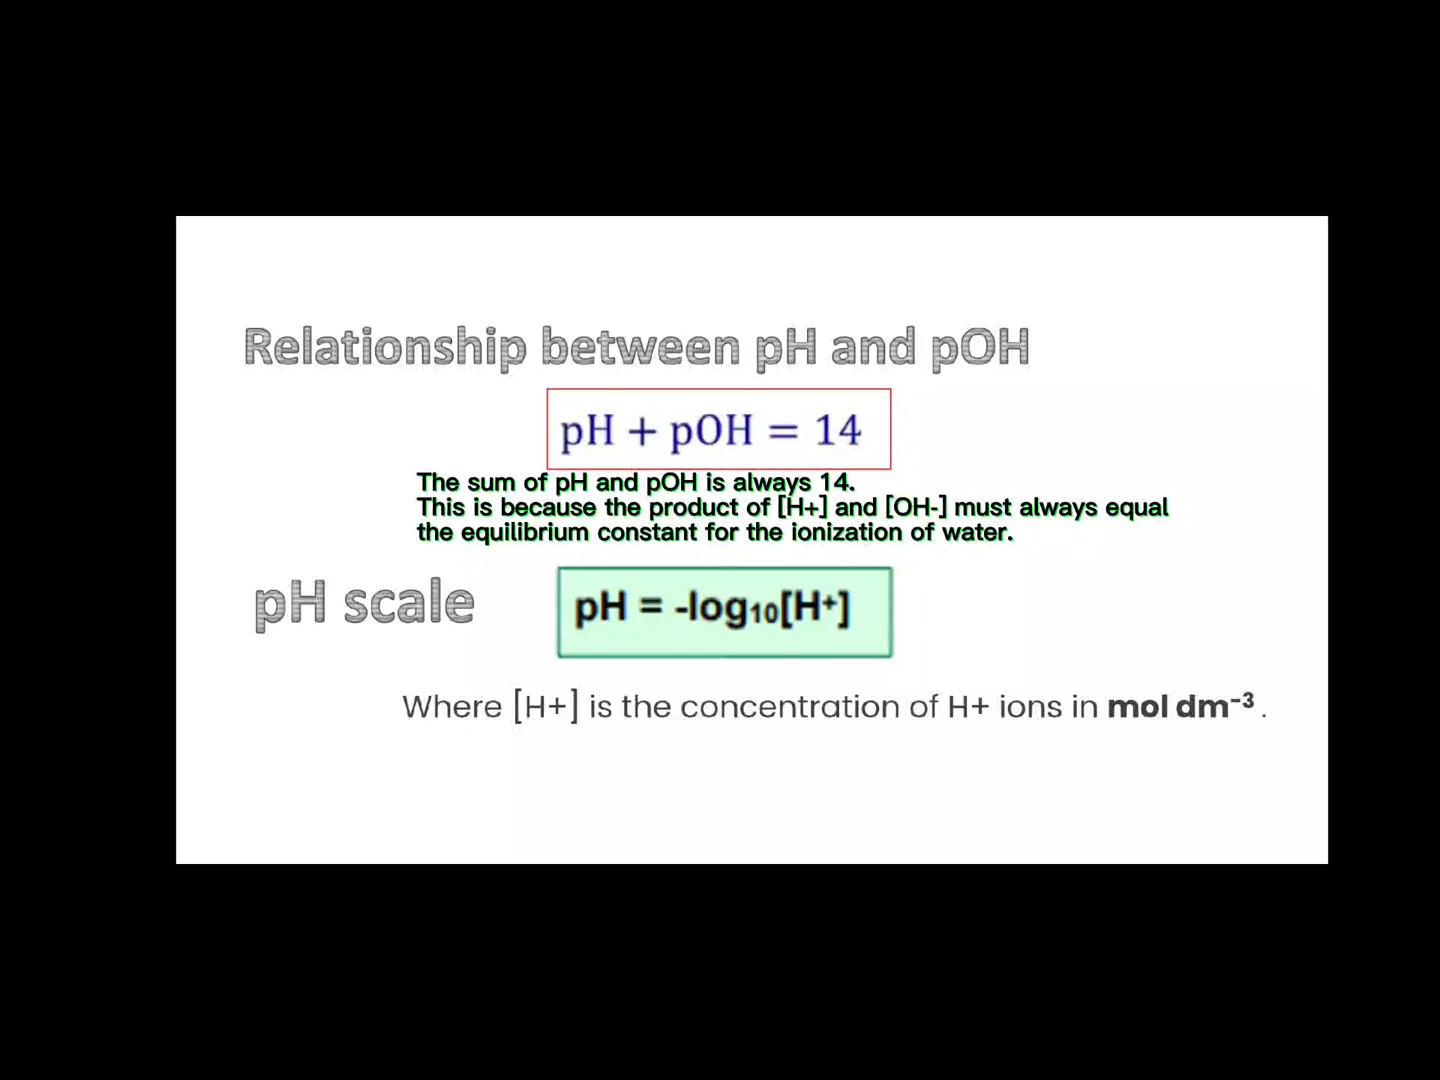 Relationship between pH and pOH
pH + pOH = 14
The sum of pH and pOH is always 14.
This is because the product of [H+] and [OH-] must always equal
the equilibrium constant for the ionization of water.
pH scale
pH = -log₁₀[H⁺]
Where [H+] is the concentration of H+ ions in mol dm⁻³ .